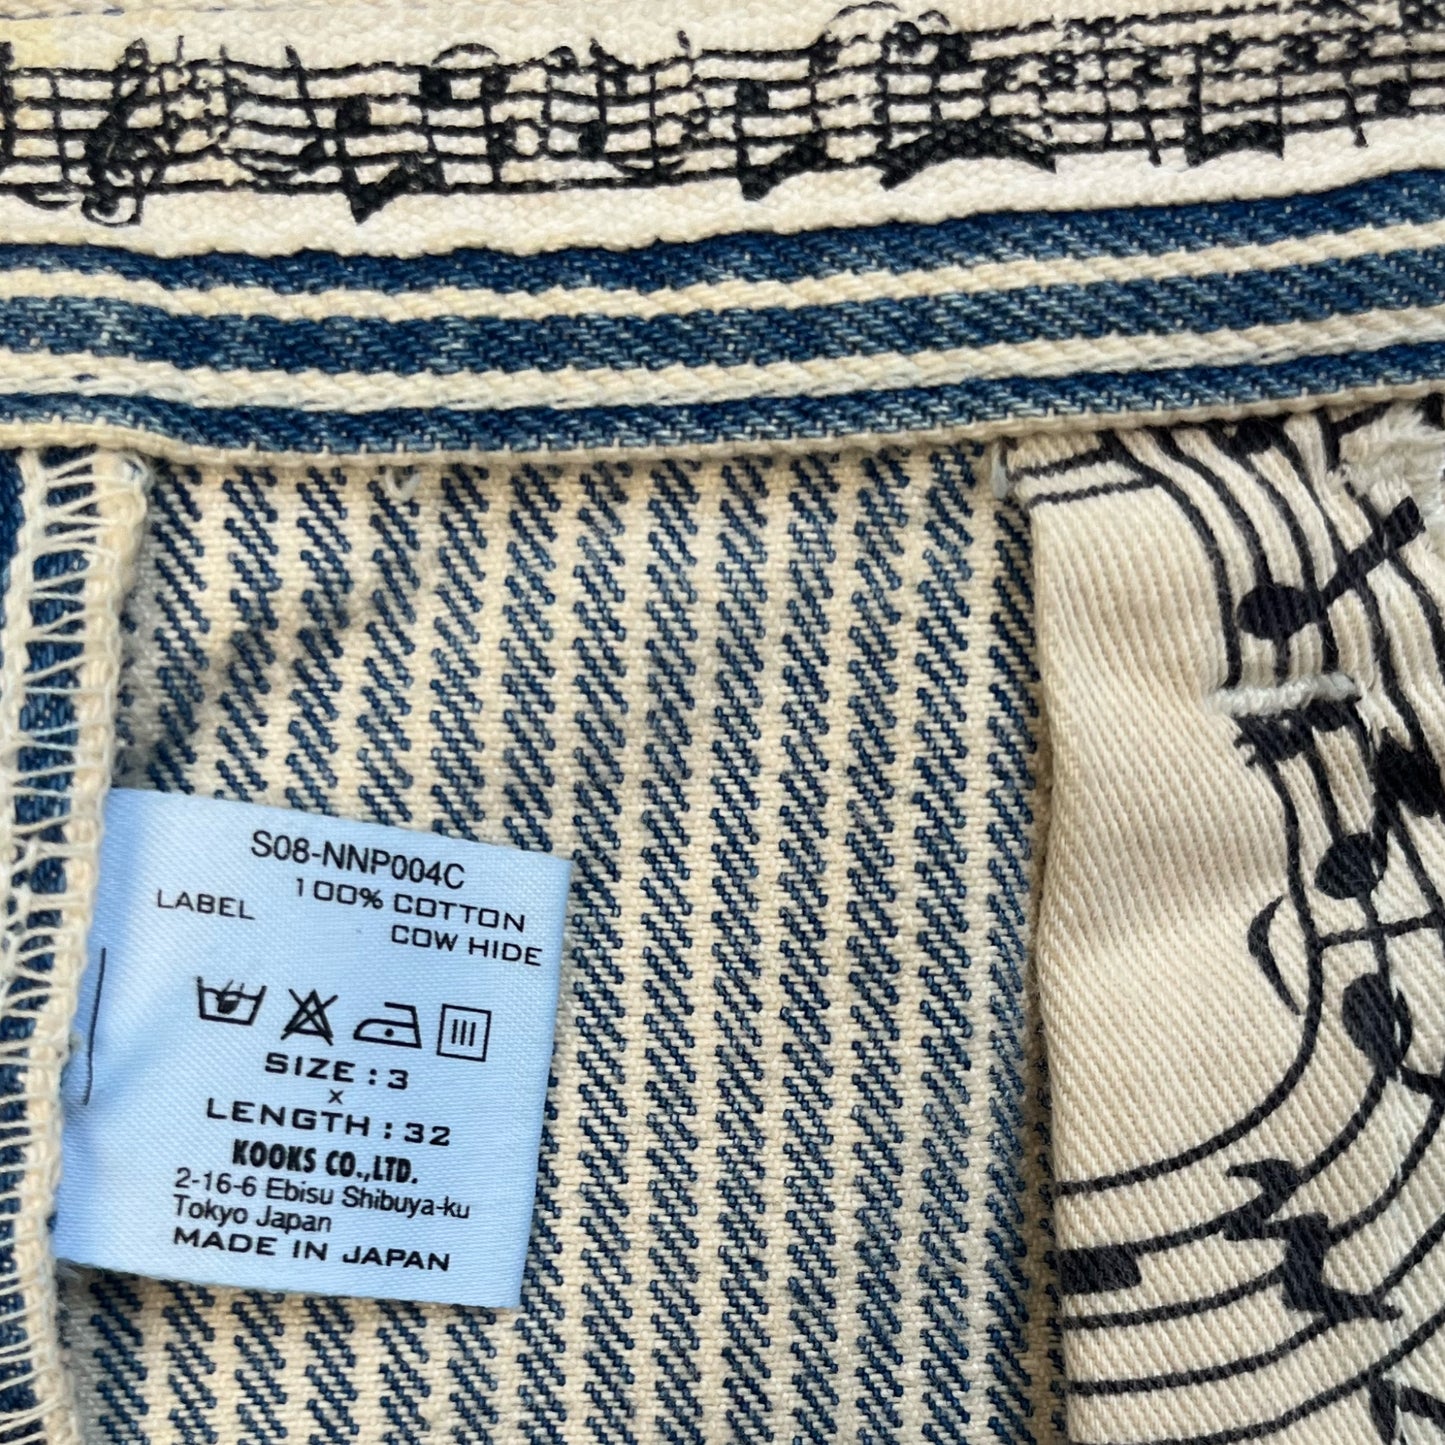 S08-NNP004C
100% COTTON
LABEL COW HIDE
SIZE : 3
x
LENGTH : 32
KOOKS CO.,LTD.
2-16-6 Ebisu Shibuya-ku
Tokyo Japan
MADE IN JAPAN